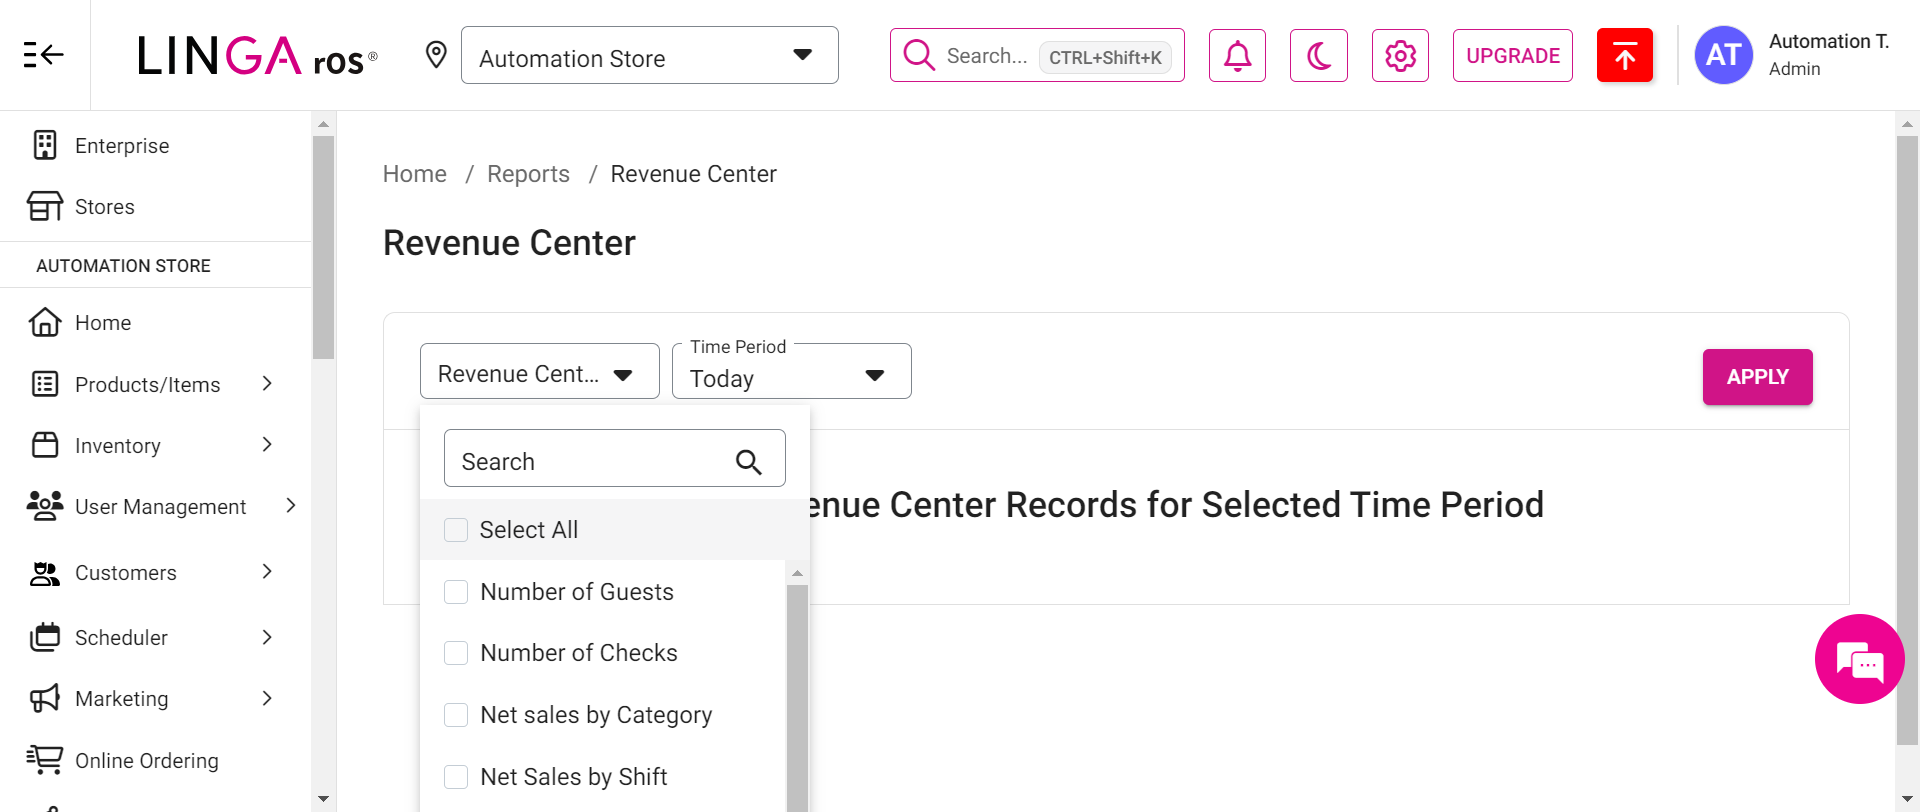 LINGA ros®
Automation Store
Search... CTRL+Shift+K
UPGRADE
AT
Automation T.
Admin
Enterprise
Stores
AUTOMATION STORE
Home
Products/Items
Inventory
User Management
Customers
Scheduler
Marketing
Online Ordering
Home / Reports / Revenue Center
Revenue Center
Revenue Cent...
Time Period
Today
APPLY
Search
Select All
Number of Guests
Number of Checks
Net sales by Category
Net Sales by Shift
enue Center Records for Selected Time Period